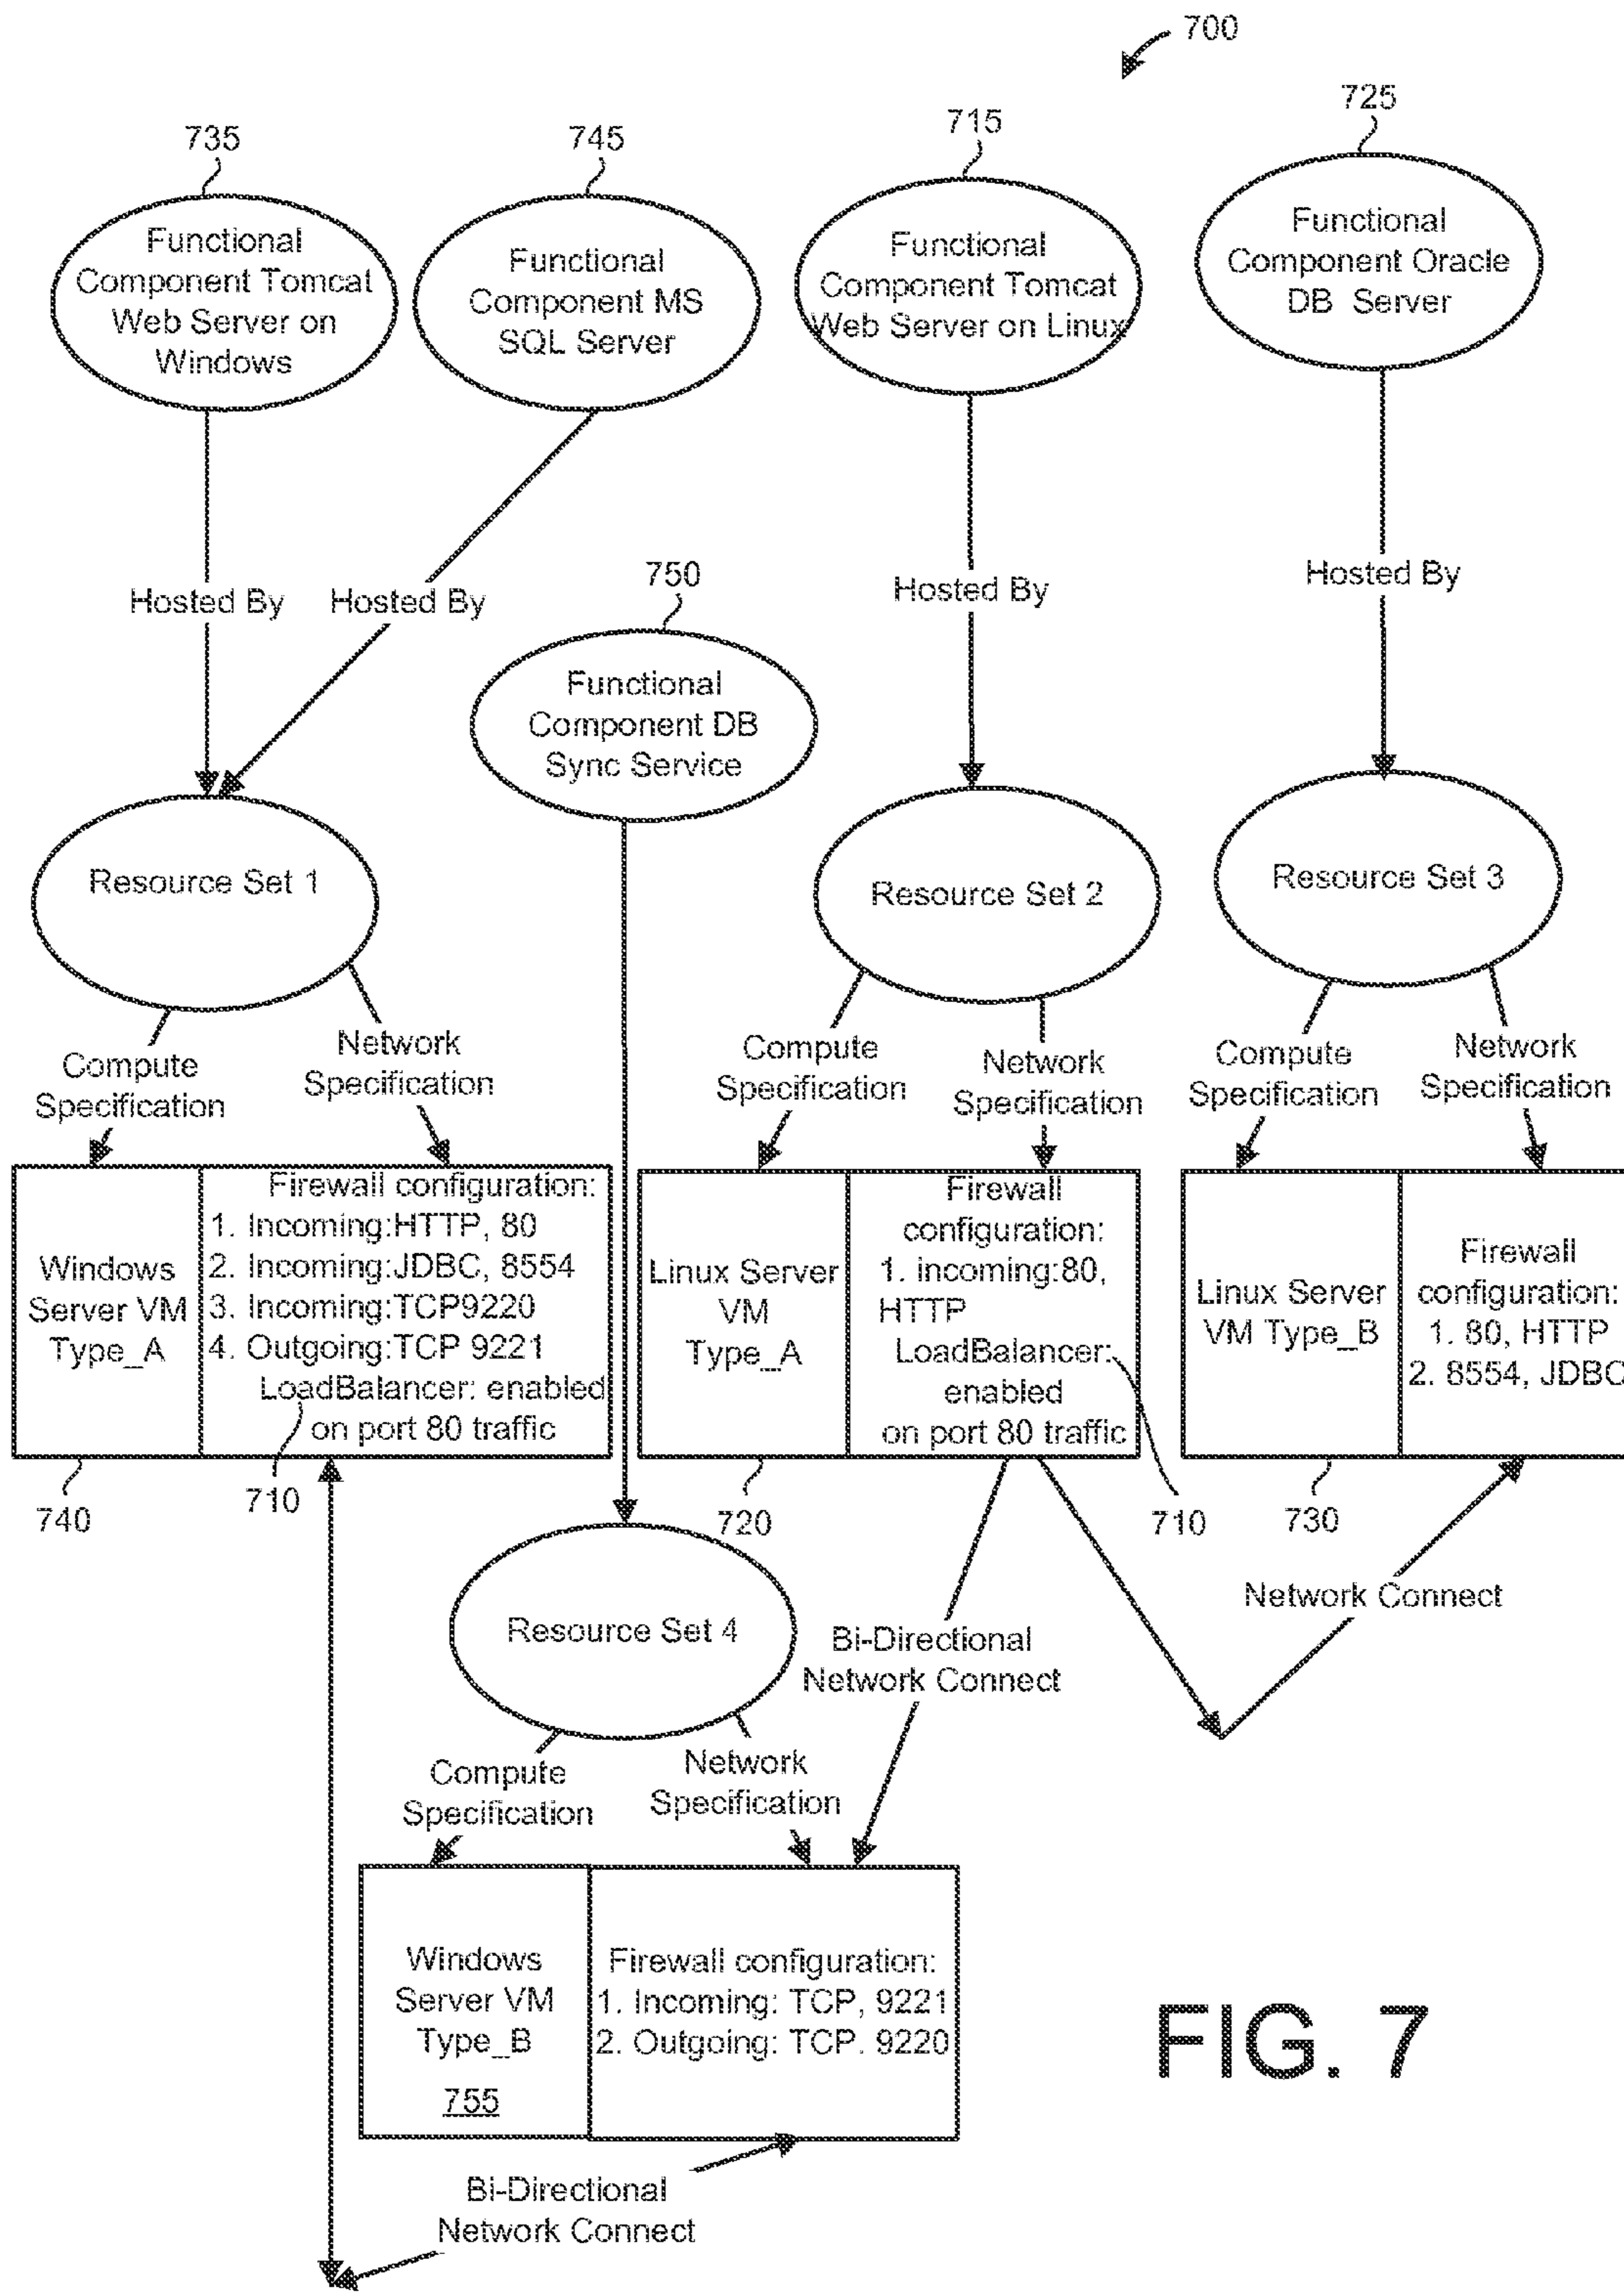 700
735
745
715
725
Functional
Component Tomcat
Web Server on
Windows
Functional
Component MS
SQL Server
Functional
Component Tomcat
Web Server on Linux
Functional
Component Oracle
DB Server
Hosted By
Hosted By
Hosted By
Hosted By
750
Functional
Component DB
Sync Service
Resource Set 1
Resource Set 2
Resource Set 3
Compute
Specification
Network
Specification
Compute
Specification
Network
Specification
Compute
Specification
Network
Specification
Windows
Server VM
Type_A
Firewall configuration:
1. Incoming:HTTP, 80
2. Incoming:JDBC, 8554
3. Incoming:TCP9220
4. Outgoing:TCP 9221
LoadBalancer: enabled
on port 80 traffic
Linux Server
VM
Type_A
Firewall
configuration:
1. incoming:80,
HTTP
LoadBalancer:
enabled
on port 80 traffic
Linux Server
VM Type_B
Firewall
configuration:
1. 80, HTTP
2. 8554, JDBC
740
710
720
710
730
Resource Set 4
Bi-Directional
Network Connect
Network Connect
Compute
Specification
Network
Specification
Windows
Server VM
Type_B
755
Firewall configuration:
1. Incoming: TCP, 9221
2. Outgoing: TCP. 9220
Bi-Directional
Network Connect
FIG. 7